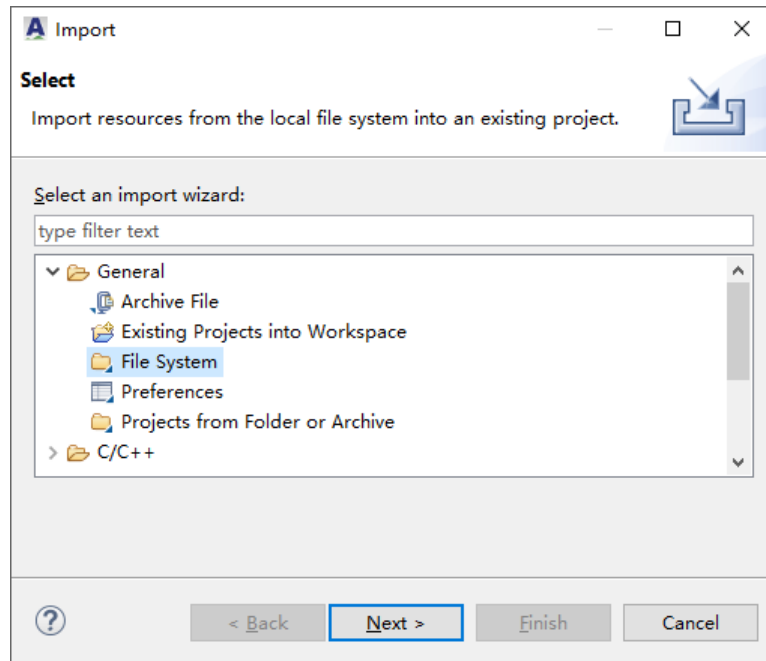 Import
Select
Import resources from the local file system into an existing project.
Select an import wizard:
type filter text
General
Archive File
Existing Projects into Workspace
File System
Preferences
Projects from Folder or Archive
C/C++
< Back Next > Finish Cancel